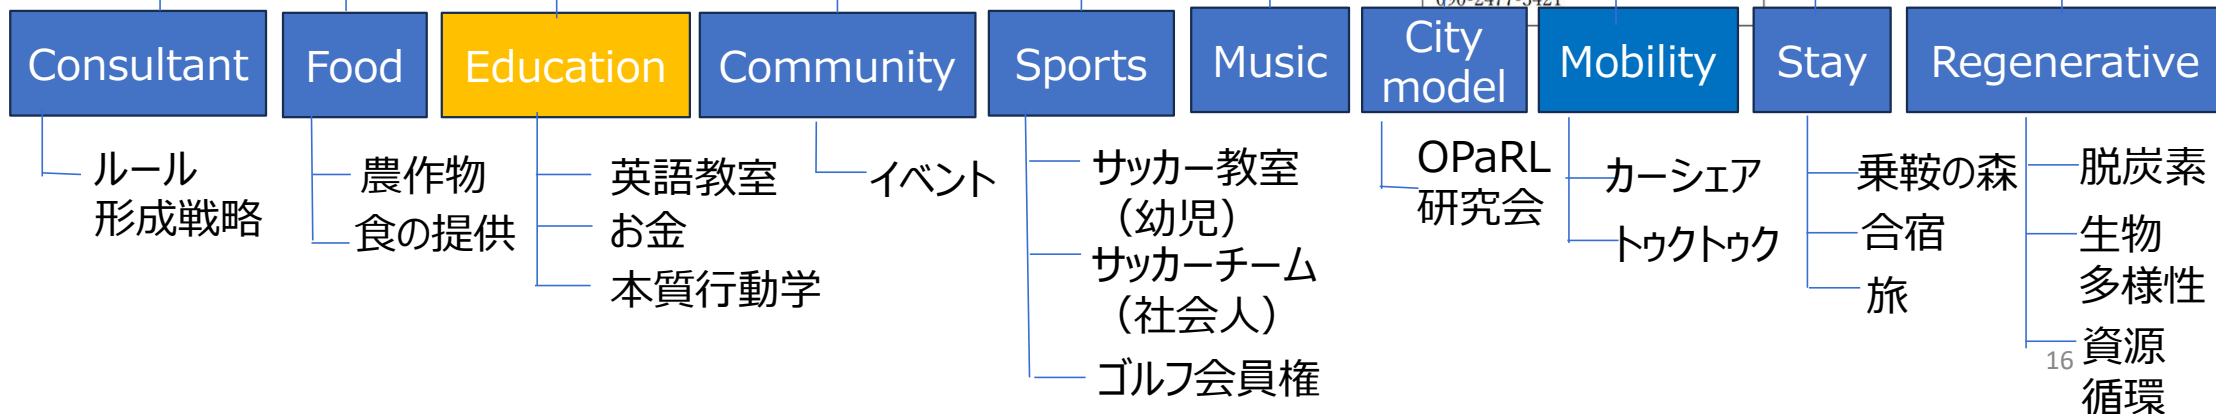 Consultant
Food
Education
Community
Sports
Music
City
model
Mobility
Stay
Regenerative
ルール
形成戦略
農作物
食の提供
英語教室
お金
本質行動学
イベント
サッカー教室
（幼児）
サッカーチーム
（社会人）
ゴルフ会員権
OPaRL
研究会
カーシェア
トゥクトゥク
乗鞍の森
合宿
旅
脱炭素
生物
多様性
資源
循環
16